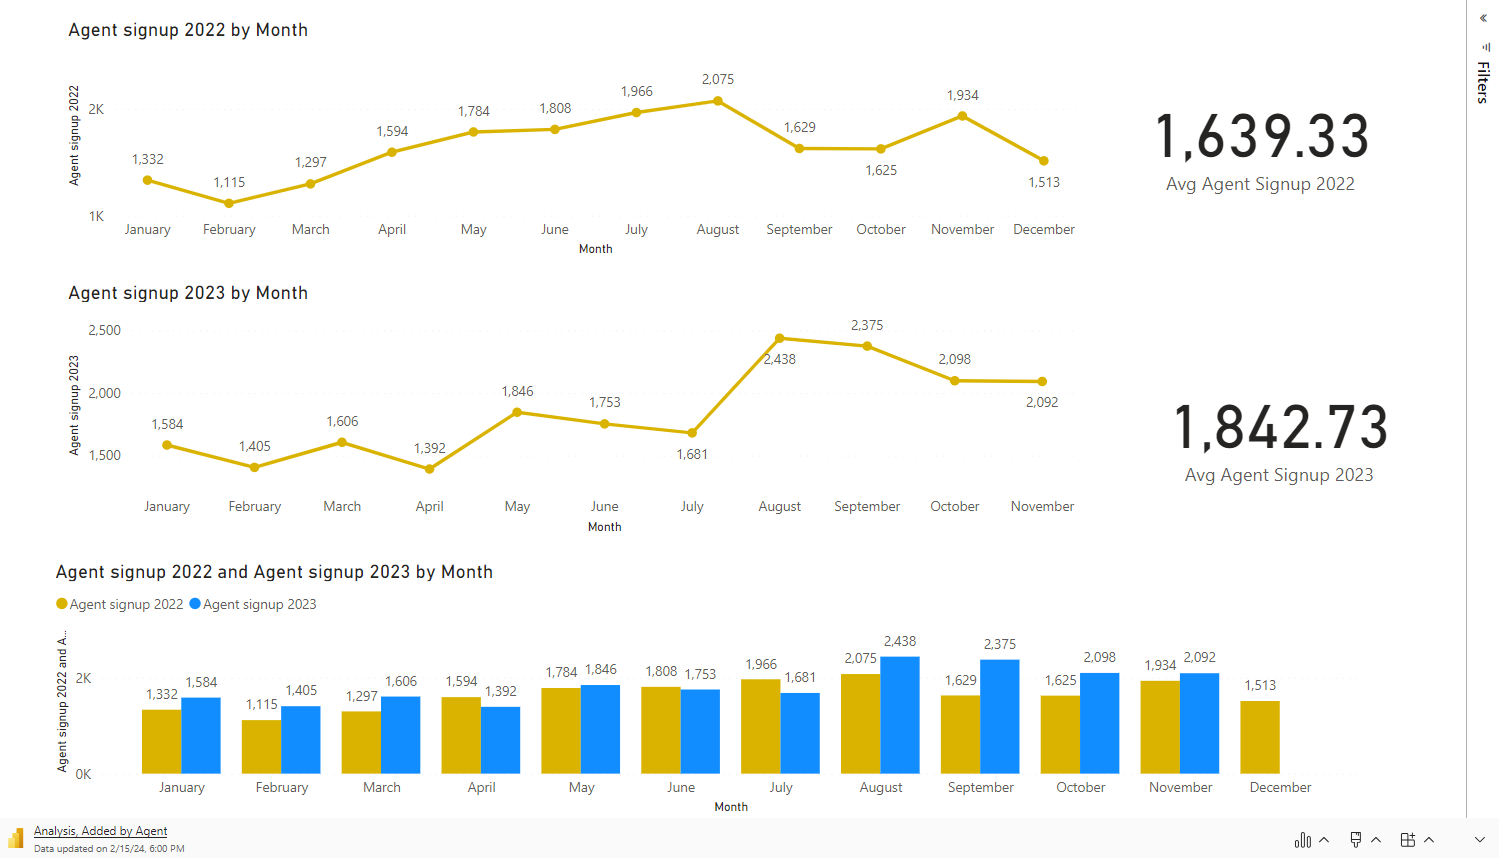 Agent signup 2022 by Month
Agent signup 2022
2K
1K
1,332
1,115
1,297
1,594
1,784
1,808
1,966
2,075
1,629
1,625
1,934
1,513
January February March April May June July August September October November December
Month
1,639.33
Avg Agent Signup 2022
Filters
Agent signup 2023 by Month
Agent signup 2023
2,500
2,000
1,500
1,584
1,405
1,606
1,392
1,846
1,753
1,681
2,438
2,375
2,098
2,092
January February March April May June July August September October November
Month
1,842.73
Avg Agent Signup 2023
Agent signup 2022 and Agent signup 2023 by Month
Agent signup 2022 Agent signup 2023
Agent signup 2022 and A...
2K
0K
1,332 1,584
1,115 1,405
1,297 1,606
1,594 1,392
1,784 1,846
1,808 1,753
1,966 1,681
2,075 2,438
1,629 2,375
1,625 2,098
1,934 2,092
1,513
January February March April May June July August September October November December
Month
Analysis, Added by Agent
Data updated on 2/15/24, 6:00 PM